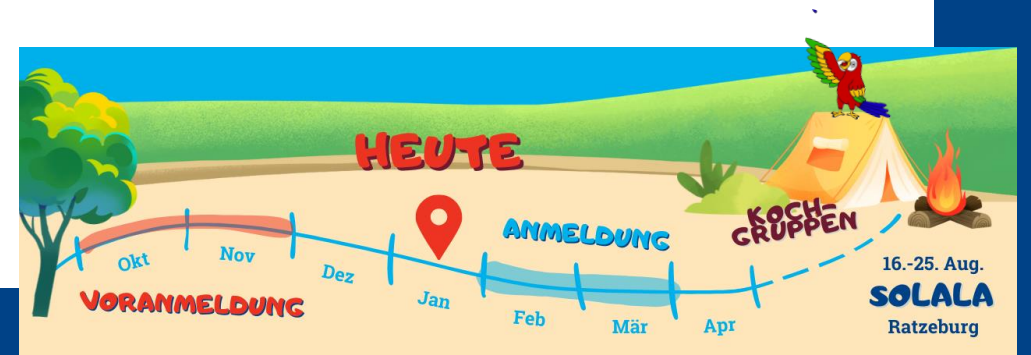 HEUTE
ANMELDUNG
KOCH-
GRUPPEN
Okt
Nov
Dez
Jan
Feb
Mär
Apr
VORANMELDUNG
16.-25. Aug.
SOLALA
Ratzeburg